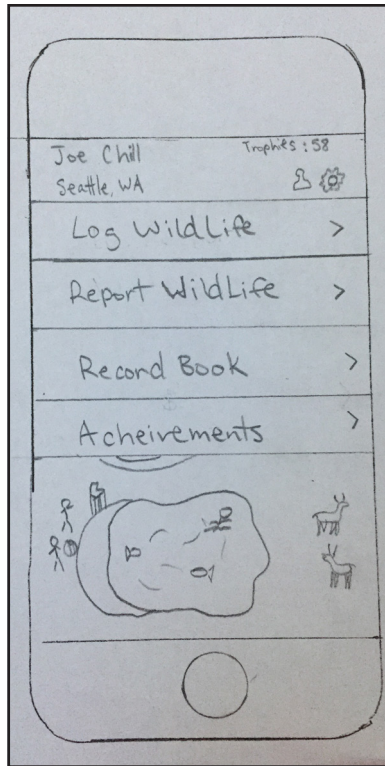 Joe Chill
Trophies : 58
Seattle, WA
Log WildLife >
Report WildLife >
Record Book >
Acheivements >